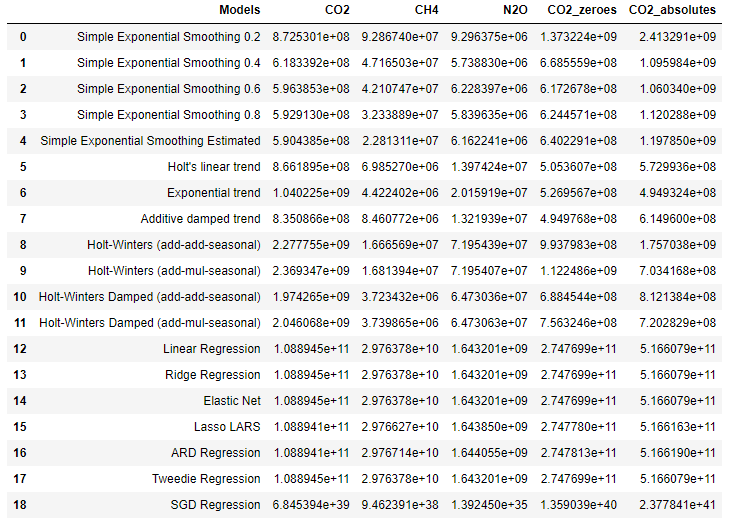 Models CO2 CH4 N2O CO2_zeroes CO2_absolutes
0 Simple Exponential Smoothing 0.2 8.725301e+08 9.286740e+07 9.296375e+06 1.373224e+09 2.413291e+09
1 Simple Exponential Smoothing 0.4 6.183392e+08 4.716503e+07 5.738830e+06 6.685559e+08 1.095984e+09
2 Simple Exponential Smoothing 0.6 5.963853e+08 4.210747e+07 6.228397e+06 6.172678e+08 1.060340e+09
3 Simple Exponential Smoothing 0.8 5.929130e+08 3.233889e+07 5.839635e+06 6.244571e+08 1.120288e+09
4 Simple Exponential Smoothing Estimated 5.904385e+08 2.281311e+07 6.162241e+06 6.402291e+08 1.197850e+09
5 Holt's linear trend 8.661895e+08 6.985270e+06 1.397424e+07 5.053607e+08 5.729936e+08
6 Exponential trend 1.040225e+09 4.422402e+06 2.015919e+07 5.269567e+08 4.949324e+08
7 Additive damped trend 8.350866e+08 8.460772e+06 1.321939e+07 4.949768e+08 6.149600e+08
8 Holt-Winters (add-add-seasonal) 2.277755e+09 1.666569e+07 7.195439e+07 9.937983e+08 1.757038e+09
9 Holt-Winters (add-mul-seasonal) 2.369347e+09 1.681394e+07 7.195407e+07 1.122486e+09 7.034168e+08
10 Holt-Winters Damped (add-add-seasonal) 1.974265e+09 3.723432e+06 6.473036e+07 6.884544e+08 8.121384e+08
11 Holt-Winters Damped (add-mul-seasonal) 2.046068e+09 3.739865e+06 6.473063e+07 7.563246e+08 7.202829e+08
12 Linear Regression 1.088945e+11 2.976378e+10 1.643201e+09 2.747699e+11 5.166079e+11
13 Ridge Regression 1.088945e+11 2.976378e+10 1.643201e+09 2.747699e+11 5.166079e+11
14 Elastic Net 1.088945e+11 2.976378e+10 1.643201e+09 2.747699e+11 5.166079e+11
15 Lasso LARS 1.088941e+11 2.976627e+10 1.643850e+09 2.747780e+11 5.166163e+11
16 ARD Regression 1.088941e+11 2.976714e+10 1.644055e+09 2.747813e+11 5.166190e+11
17 Tweedie Regression 1.088945e+11 2.976378e+10 1.643201e+09 2.747699e+11 5.166079e+11
18 SGD Regression 6.845394e+39 9.462391e+38 1.392450e+35 1.359039e+40 2.377841e+41